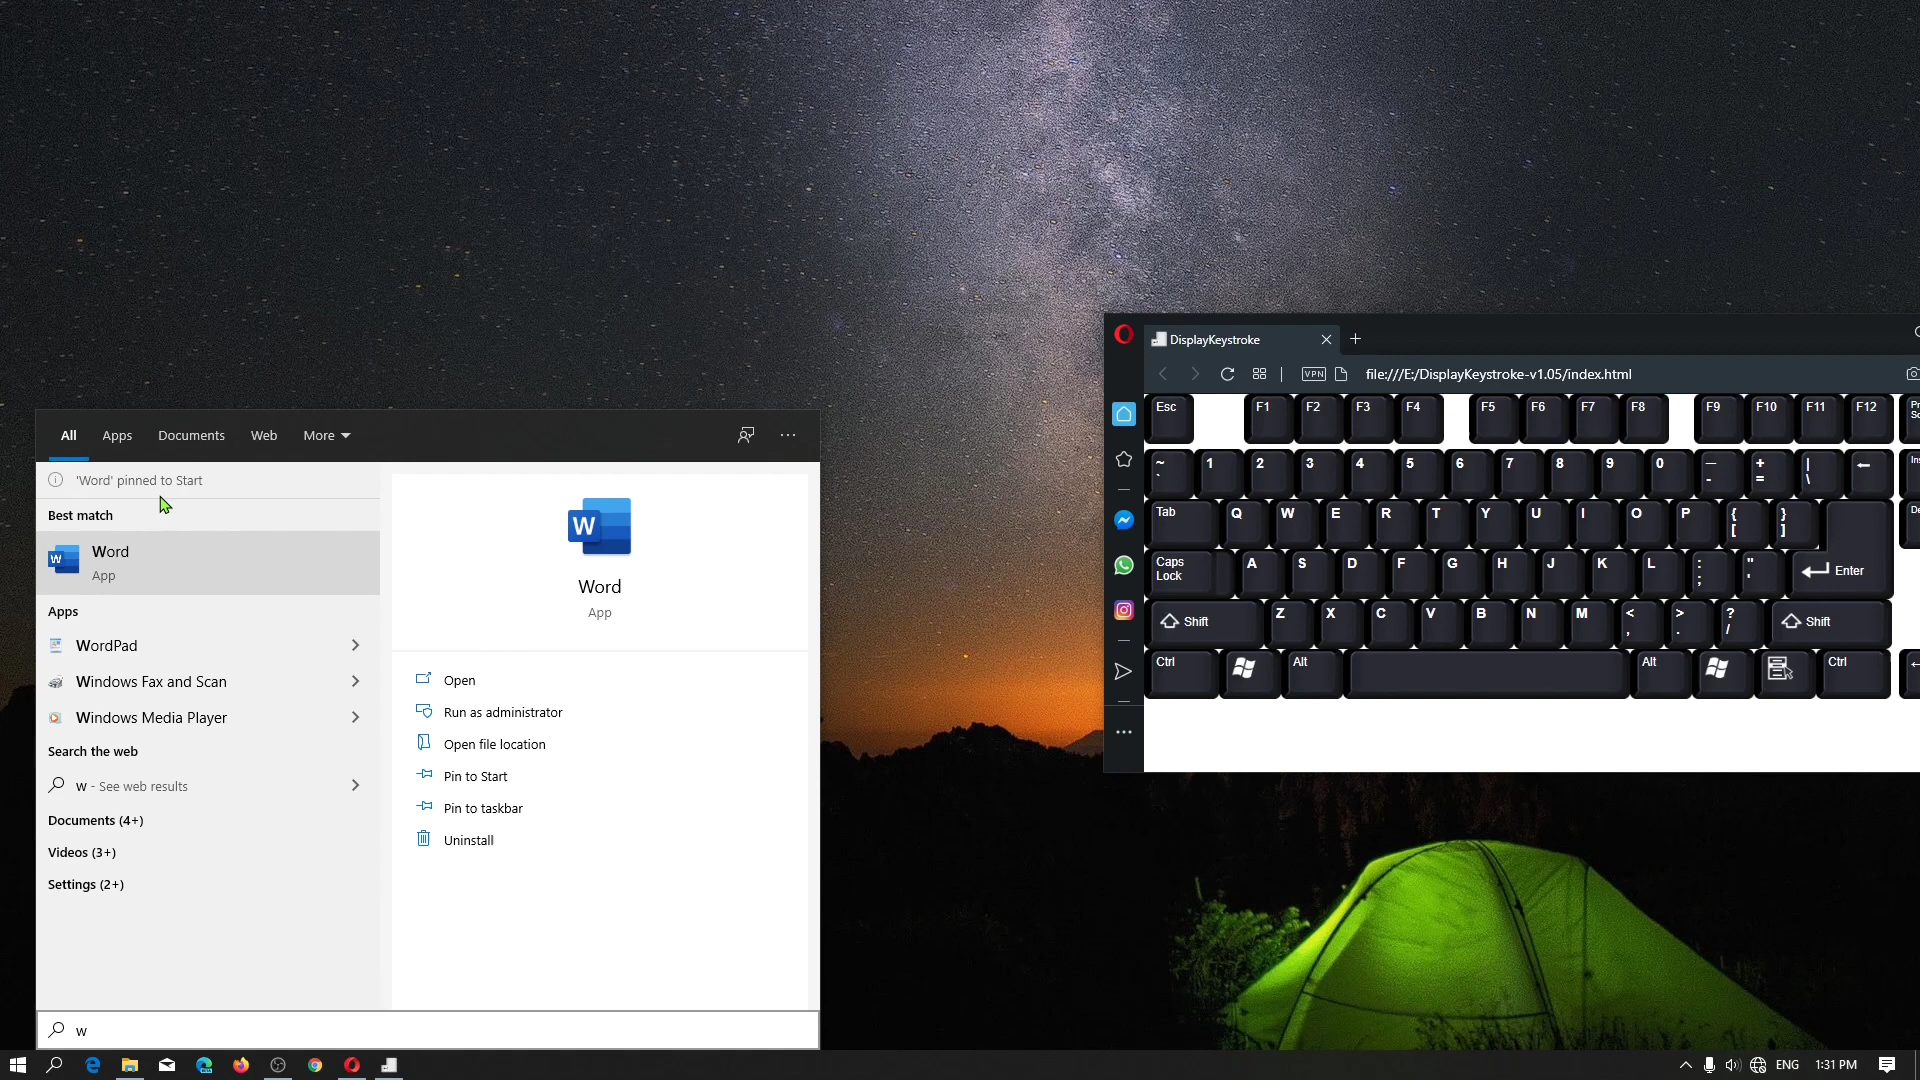 All Apps Documents Web More
'Word' pinned to Start
Best match
Word
App
Apps
WordPad
Windows Fax and Scan
Windows Media Player
Search the web
w - See web results
Documents (4+)
Videos (3+)
Settings (2+)
W
Word
App
Open
Run as administrator
Open file location
Pin to Start
Pin to taskbar
Uninstall
w
DisplayKeystroke
VPN file:///E:/DisplayKeystroke-v1.05/index.html
Esc F1 F2 F3 F4 F5 F6 F7 F8 F9 F10 F11 F12
~ ` 1 2 3 4 5 6 7 8 9 0 — - + = | \
Tab Q W E R T Y U I O P { [ } ]
Caps Lock A S D F G H J K L : ; " ' Enter
Shift Z X C V B N M < , > . ? / Shift
Ctrl Alt Alt Ctrl
ENG 1:31 PM